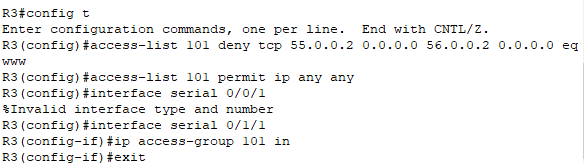 R3#config t
Enter configuration commands, one per line.  End with CNTL/Z.
R3(config)#access-list 101 deny tcp 55.0.0.2 0.0.0.0 56.0.0.2 0.0.0.0 eq
www
R3(config)#access-list 101 permit ip any any
R3(config)#interface serial 0/0/1
%Invalid interface type and number
R3(config)#interface serial 0/1/1
R3(config-if)#ip access-group 101 in
R3(config-if)#exit